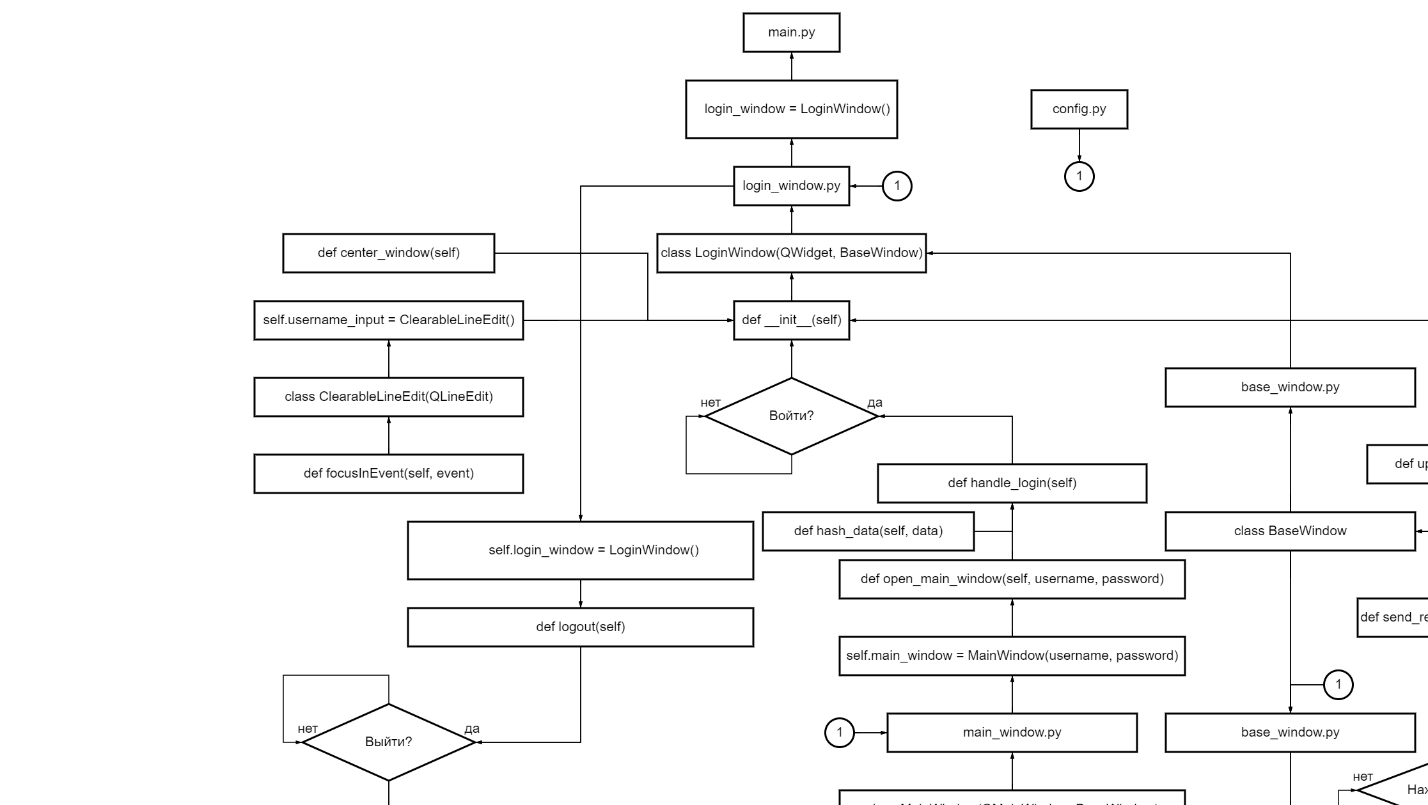 main.py
login_window = LoginWindow()
config.py
login_window.py
1
1
def center_window(self)
class LoginWindow(QWidget, BaseWindow)
self.username_input = ClearableLineEdit()
def __init__(self)
class ClearableLineEdit(QLineEdit)
base_window.py
нет
да
Войти?
def focusInEvent(self, event)
def handle_login(self)
def hash_data(self, data)
class BaseWindow
self.login_window = LoginWindow()
def open_main_window(self, username, password)
def logout(self)
def send_re
self.main_window = MainWindow(username, password)
1
нет
да
Выйти?
1
main_window.py
base_window.py
нет